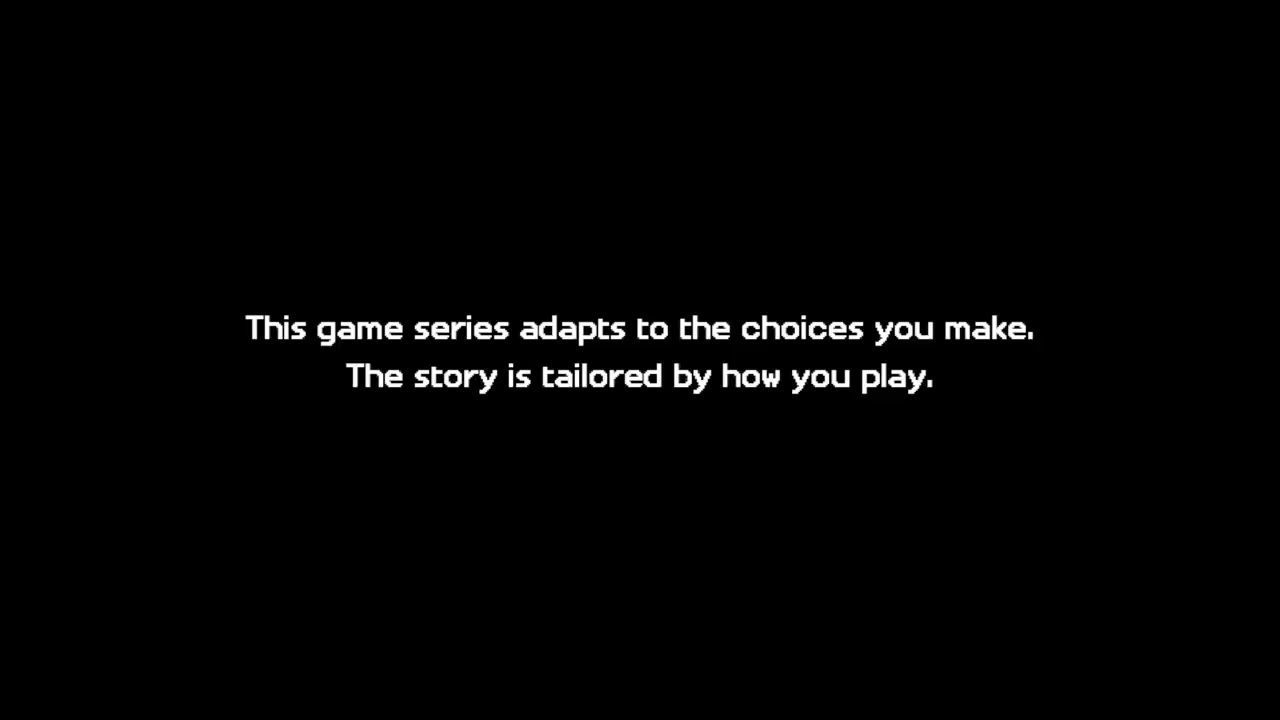 This game series adapts to the choices you make.
The story is tailored by how you play.